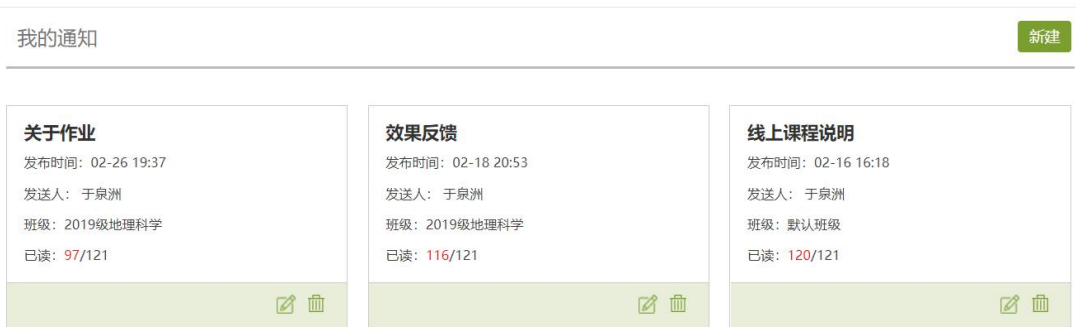 我的通知
新建
关于作业
发布时间：02-26 19:37
发送人： 于泉洲
班级：2019级地理科学
已读：97/121
效果反馈
发布时间：02-18 20:53
发送人： 于泉洲
班级：2019级地理科学
已读：116/121
线上课程说明
发布时间：02-16 16:18
发送人： 于泉洲
班级：默认班级
已读：120/121